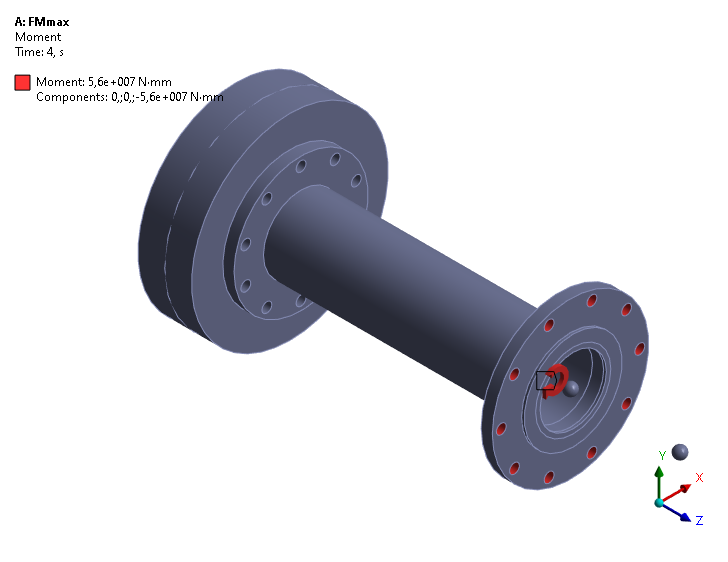 A: FMmax
Moment
Time: 4, s
Moment: 5,6e+007 N·mm
Components: 0,;0,;-5,6e+007 N·mm
Y
X
Z